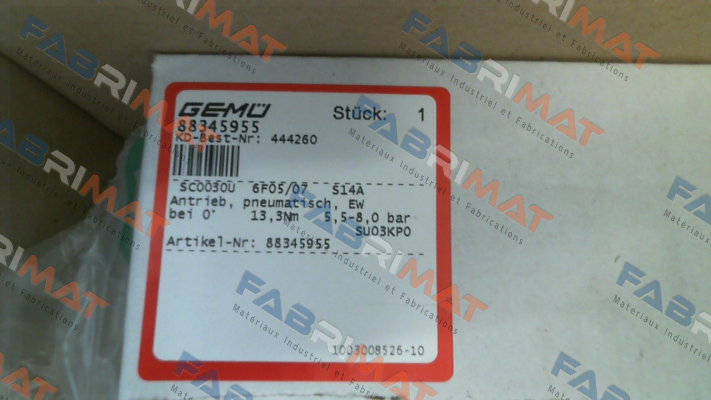 GEMÜ Stück: 1
88345955
KD-Best-Nr: 444260
SC0030U 6F05/07 S14A
Antrieb, pneumatisch, EW
bei 0° 13,3Nm 5,5-8,0 bar
SU03KP0
Artikel-Nr: 88345955
1003008526-10
FABRIMAT
Materiaux Industriel et Fabrications